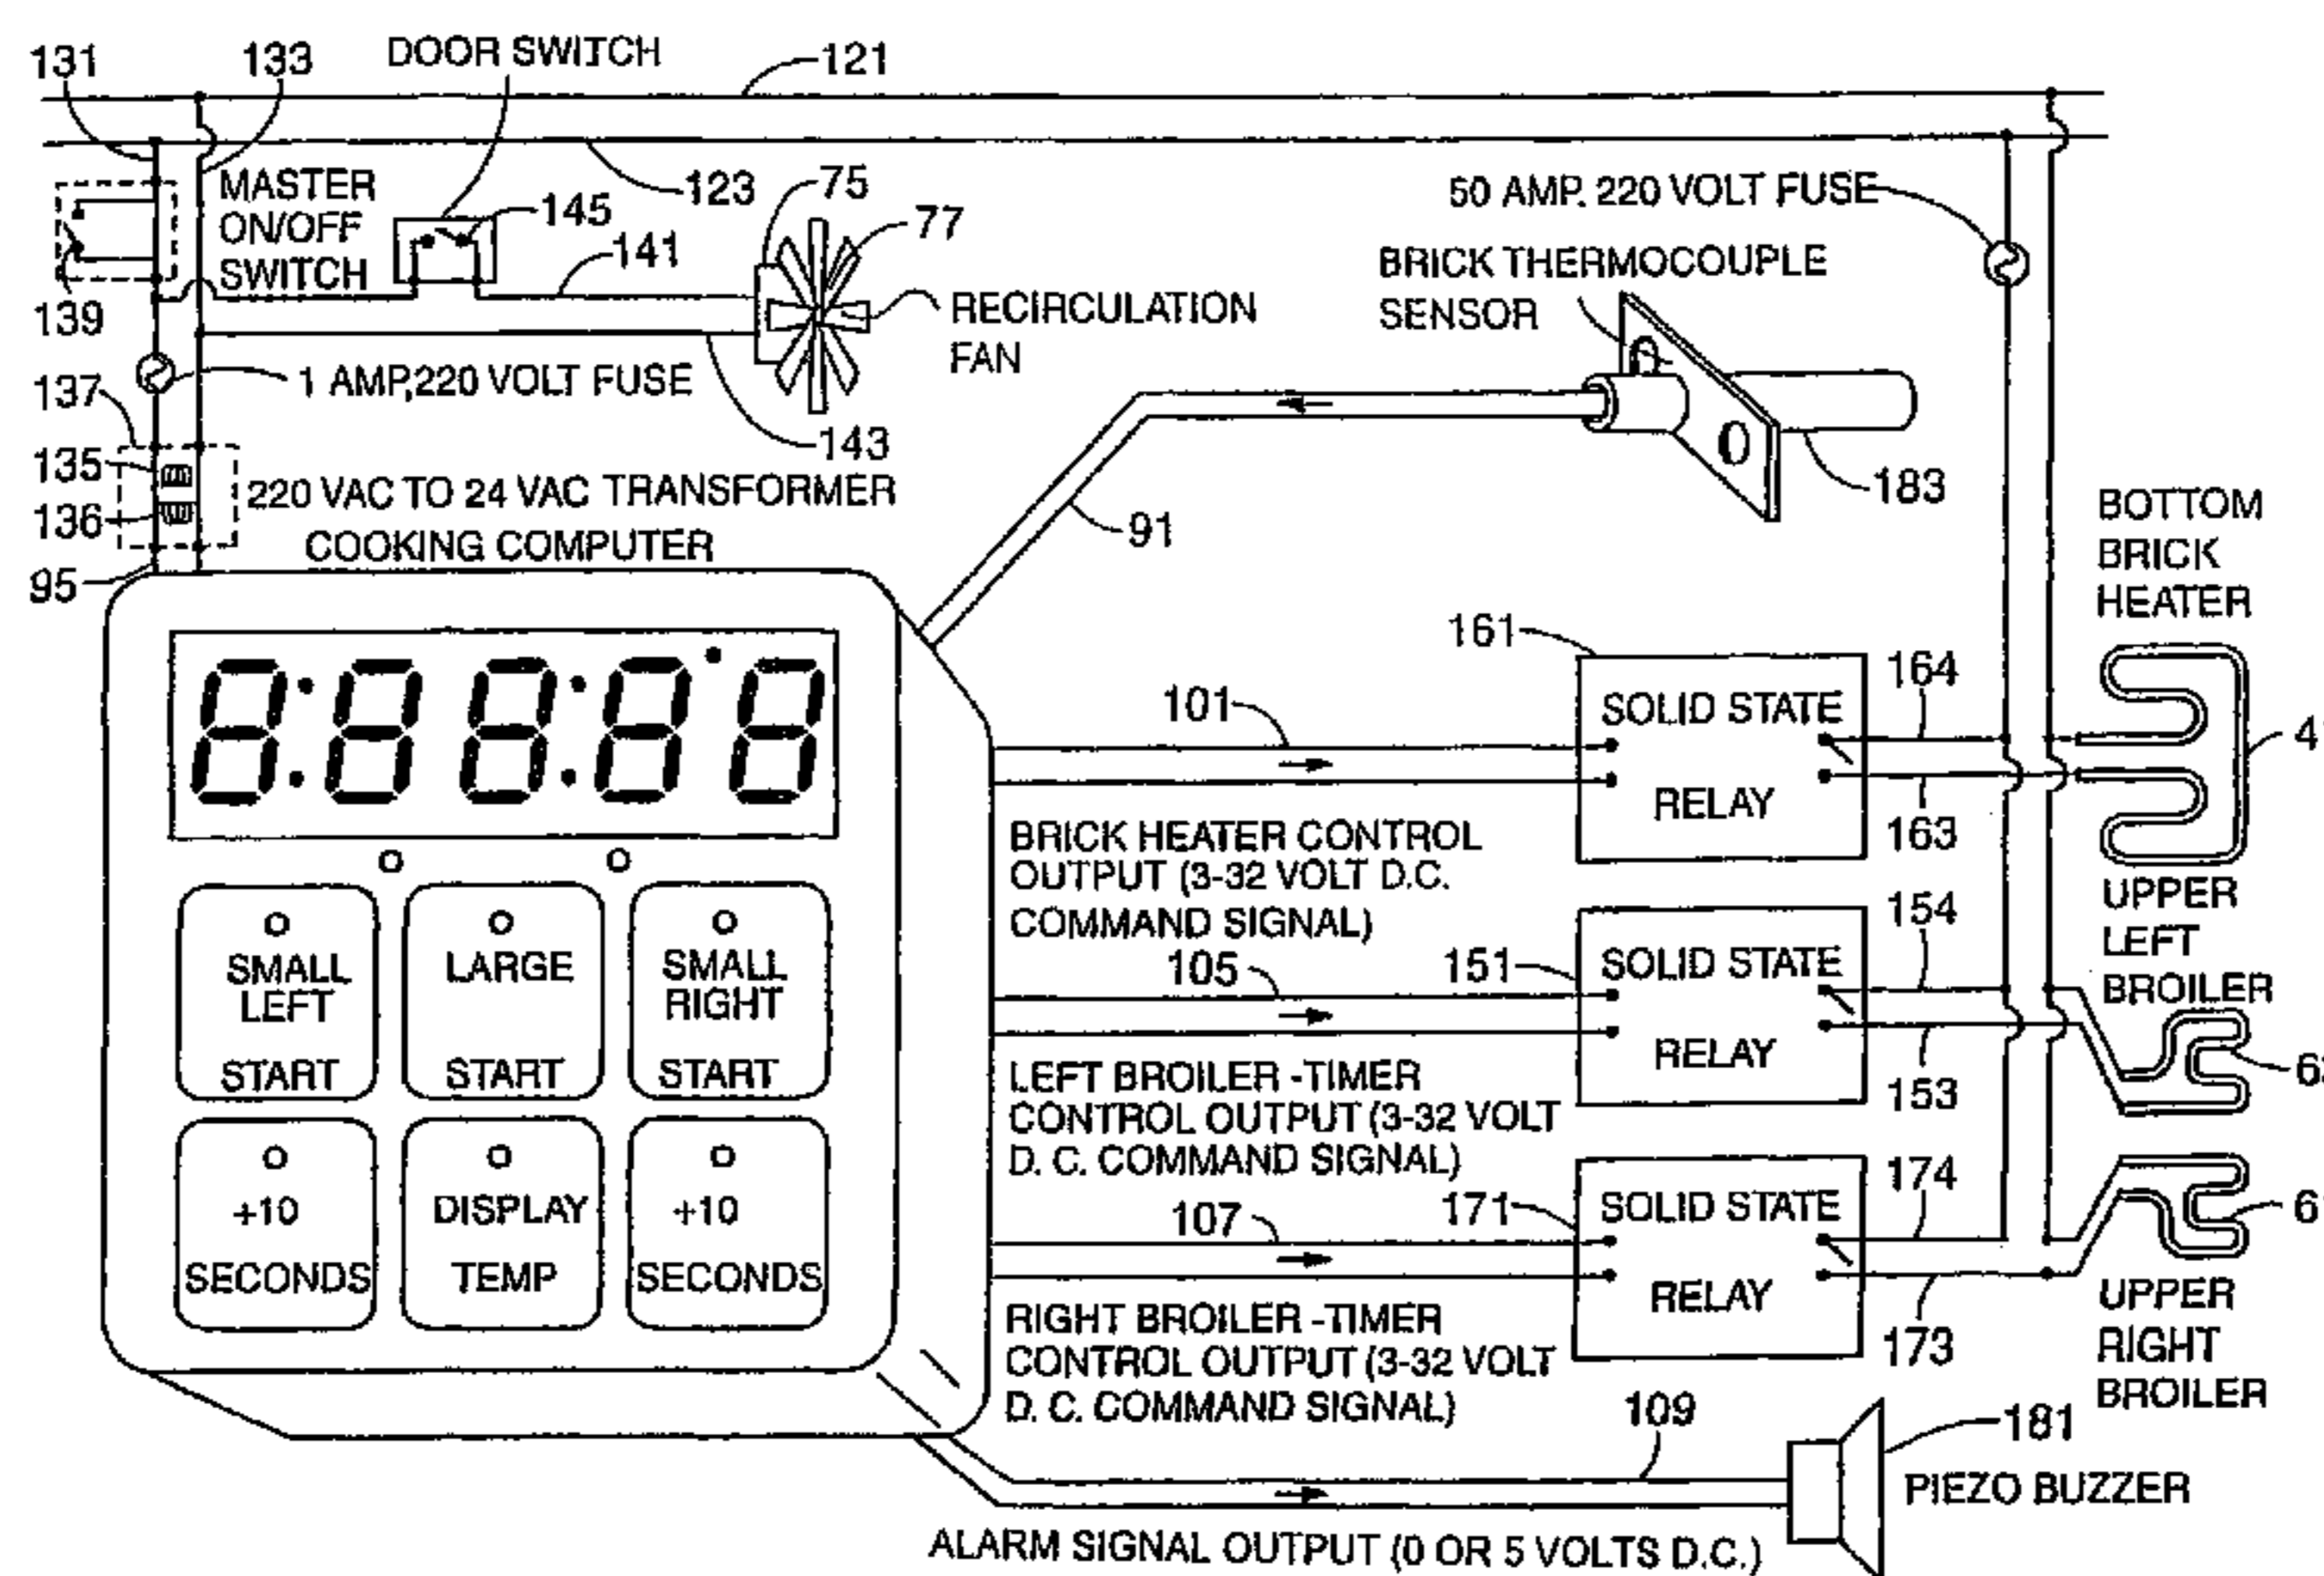 131
133
DOOR SWITCH
121
MASTER
ON/OFF
SWITCH
139
145
141
123
75
77
RECIRCULATION
FAN
50 AMP. 220 VOLT FUSE
BRICK THERMOCOUPLE
SENSOR
137
1 AMP,220 VOLT FUSE
143
135
136
220 VAC TO 24 VAC TRANSFORMER
COOKING COMPUTER
95
91
183
BOTTOM
BRICK
HEATER
8:8 8:8 8
SMALL
LEFT
START
LARGE
START
SMALL
RIGHT
START
+10
SECONDS
DISPLAY
TEMP
+10
SECONDS
101
161
SOLID STATE
RELAY
164
163
BRICK HEATER CONTROL
OUTPUT (3-32 VOLT D.C.
COMMAND SIGNAL)
UPPER
LEFT
BROILER
105
151
SOLID STATE
RELAY
154
153
LEFT BROILER -TIMER
CONTROL OUTPUT (3-32 VOLT
D. C. COMMAND SIGNAL)
107
171
SOLID STATE
RELAY
174
173
UPPER
RIGHT
BROILER
RIGHT BROILER -TIMER
CONTROL OUTPUT (3-32 VOLT
D. C. COMMAND SIGNAL)
109
181
PIEZO BUZZER
ALARM SIGNAL OUTPUT (0 OR 5 VOLTS D.C.)